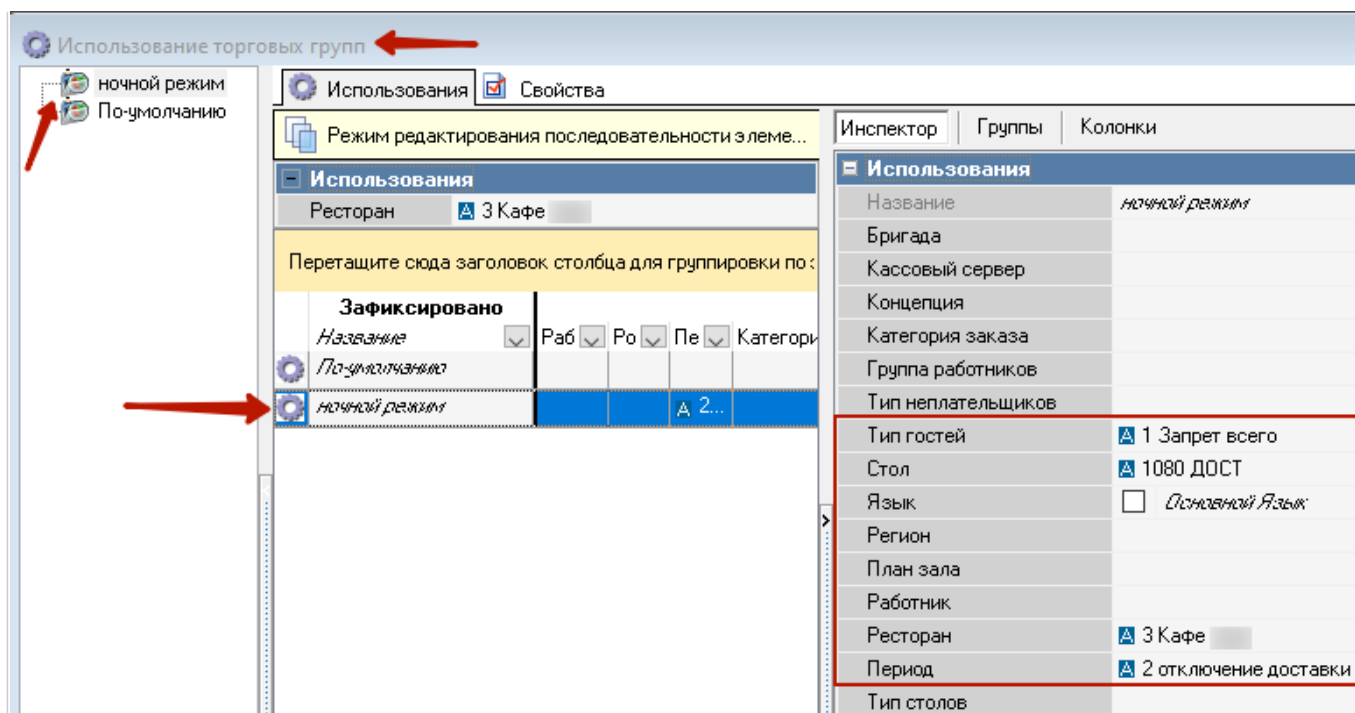 Использование торговых групп
ночной режим
По-умолчанию
Использования
Свойства
Режим редактирования последовательности элеме...
Использования
Ресторан 3 Кафе
Перетащите сюда заголовок столбца для группировки по
Зафиксировано
Название Раб Ро Пе Категори
По-умолчанию
ночной режим 2...
Инспектор Группы Колонки
Использования
Название ночной режим
Бригада
Кассовый сервер
Концепция
Категория заказа
Группа работников
Тип неплательщиков
Тип гостей 1 Запрет всего
Стол 1080 ДОСТ
Язык Основной Язык
Регион
План зала
Работник
Ресторан 3 Кафе
Период 2 отключение доставки
Тип столов